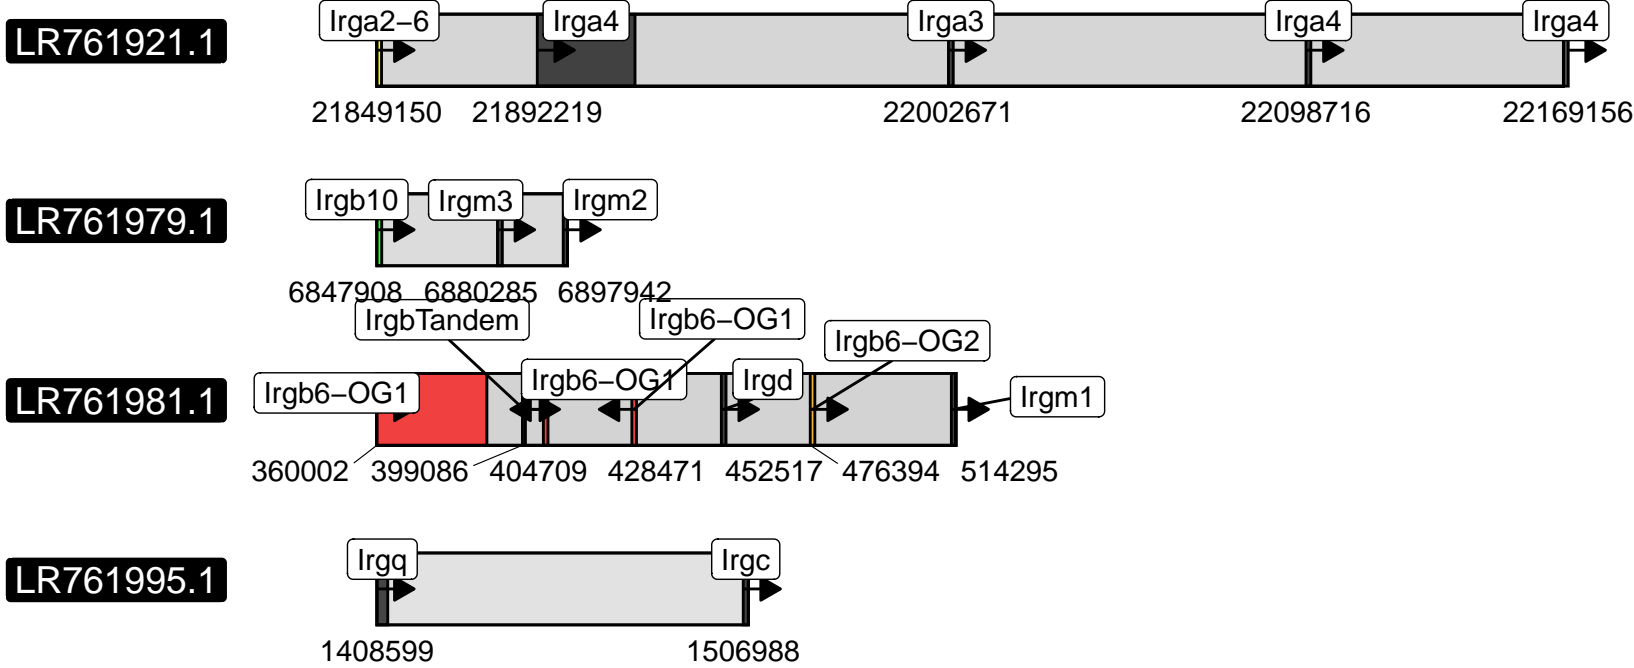 LR761921.1
Irga2–6 Irga4 Irga3 Irga4 Irga4
21849150 21892219 22002671 22098716 22169156
LR761979.1
Irgb10 Irgm3 Irgm2
6847908 6880285 6897942
IrgbTandem Irgb6–OG1
Irgb6–OG2
LR761981.1
Irgb6–OG1 Irgb6–OG1 Irgd Irgm1
360002 399086 404709 428471 452517 476394 514295
LR761995.1
Irgq Irgc
1408599 1506988